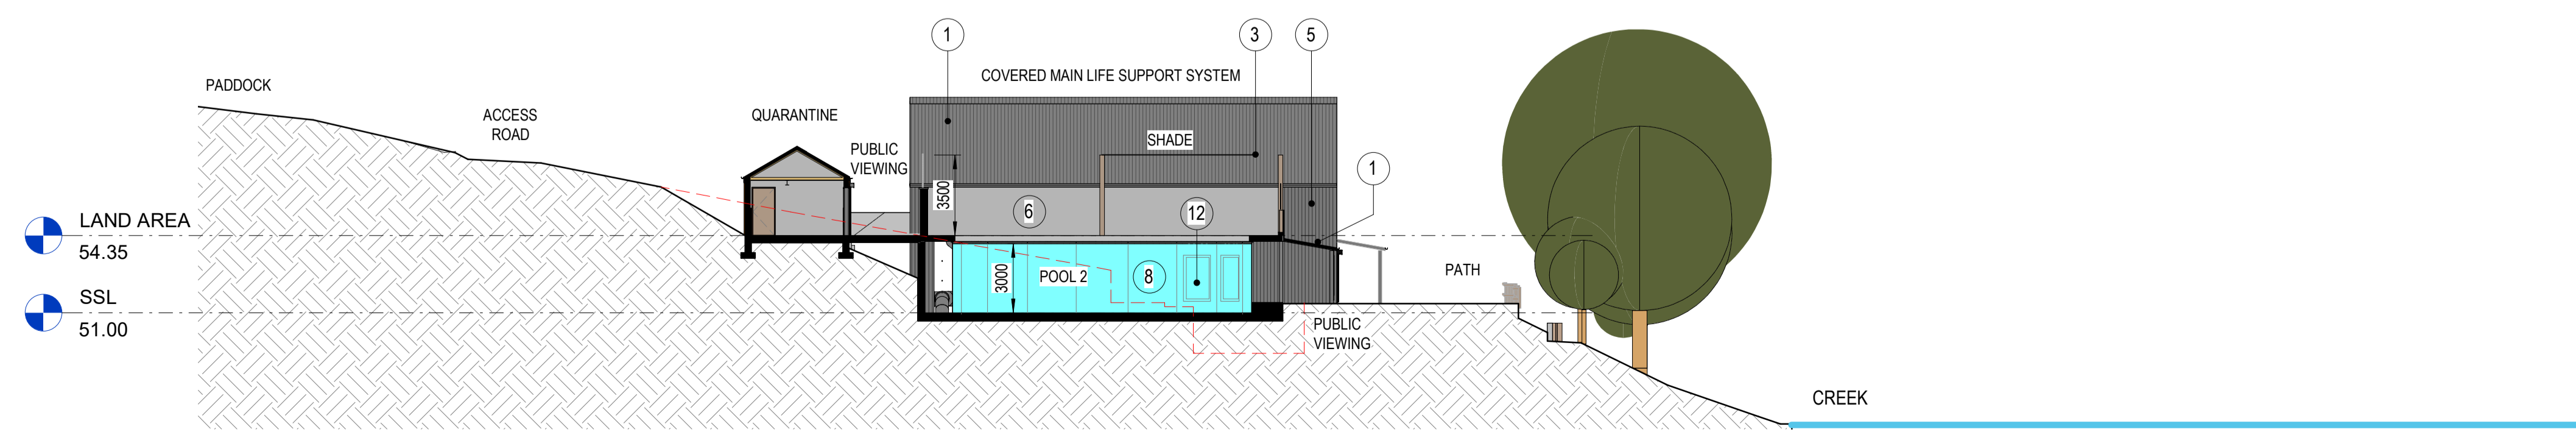 1
3
5
COVERED MAIN LIFE SUPPORT SYSTEM
PADDOCK
ACCESS
ROAD
QUARANTINE
PUBLIC
VIEWING
SHADE
1
3500
6
12
LAND AREA
54.35
3000
POOL 2
8
PATH
SSL
51.00
PUBLIC
VIEWING
CREEK